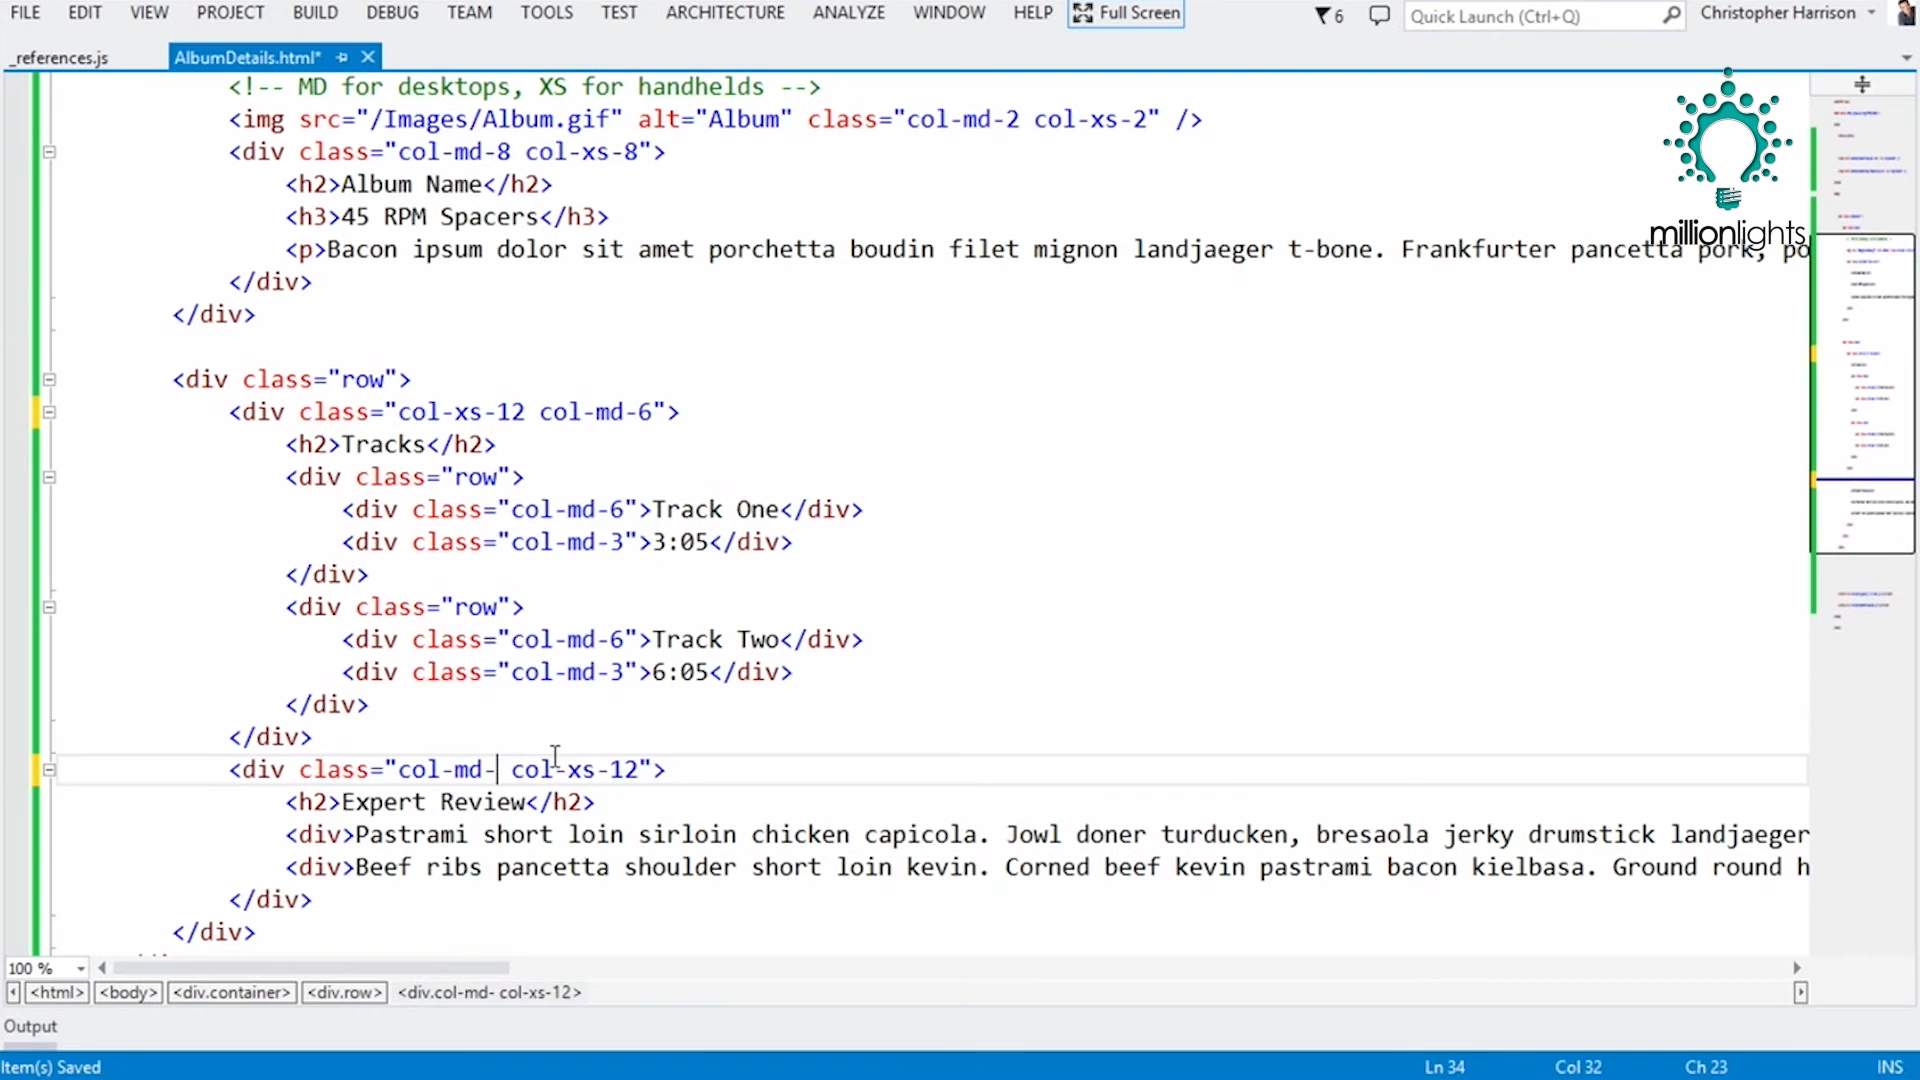 FILE EDIT VIEW PROJECT BUILD DEBUG TEAM TOOLS TEST ARCHITECTURE ANALYZE WINDOW HELP Full Screen 6 Quick Launch (Ctrl+Q) Christopher Harrison
_references.js AlbumDetails.html*
<!-- MD for desktops, XS for handhelds -->
<img src="/Images/Album.gif" alt="Album" class="col-md-2 col-xs-2" />
<div class="col-md-8 col-xs-8">
<h2>Album Name</h2>
<h3>45 RPM Spacers</h3>
millionlights
<p>Bacon ipsum dolor sit amet porchetta boudin filet mignon landjaeger t-bone. Frankfurter pancetta pork, po
</div>
</div>
<div class="row">
<div class="col-xs-12 col-md-6">
<h2>Tracks</h2>
<div class="row">
<div class="col-md-6">Track One</div>
<div class="col-md-3">3:05</div>
</div>
<div class="row">
<div class="col-md-6">Track Two</div>
<div class="col-md-3">6:05</div>
</div>
</div>
<div class="col-md- col-xs-12">
<h2>Expert Review</h2>
<div>Pastrami short loin sirloin chicken capicola. Jowl doner turducken, bresaola jerky drumstick landjaeger
<div>Beef ribs pancetta shoulder short loin kevin. Corned beef kevin pastrami bacon kielbasa. Ground round h
</div>
</div>
100 %
<html> <body> <div.container> <div.row> <div.col-md- col-xs-12>
Output
Item(s) Saved Ln 34 Col 32 Ch 23 INS